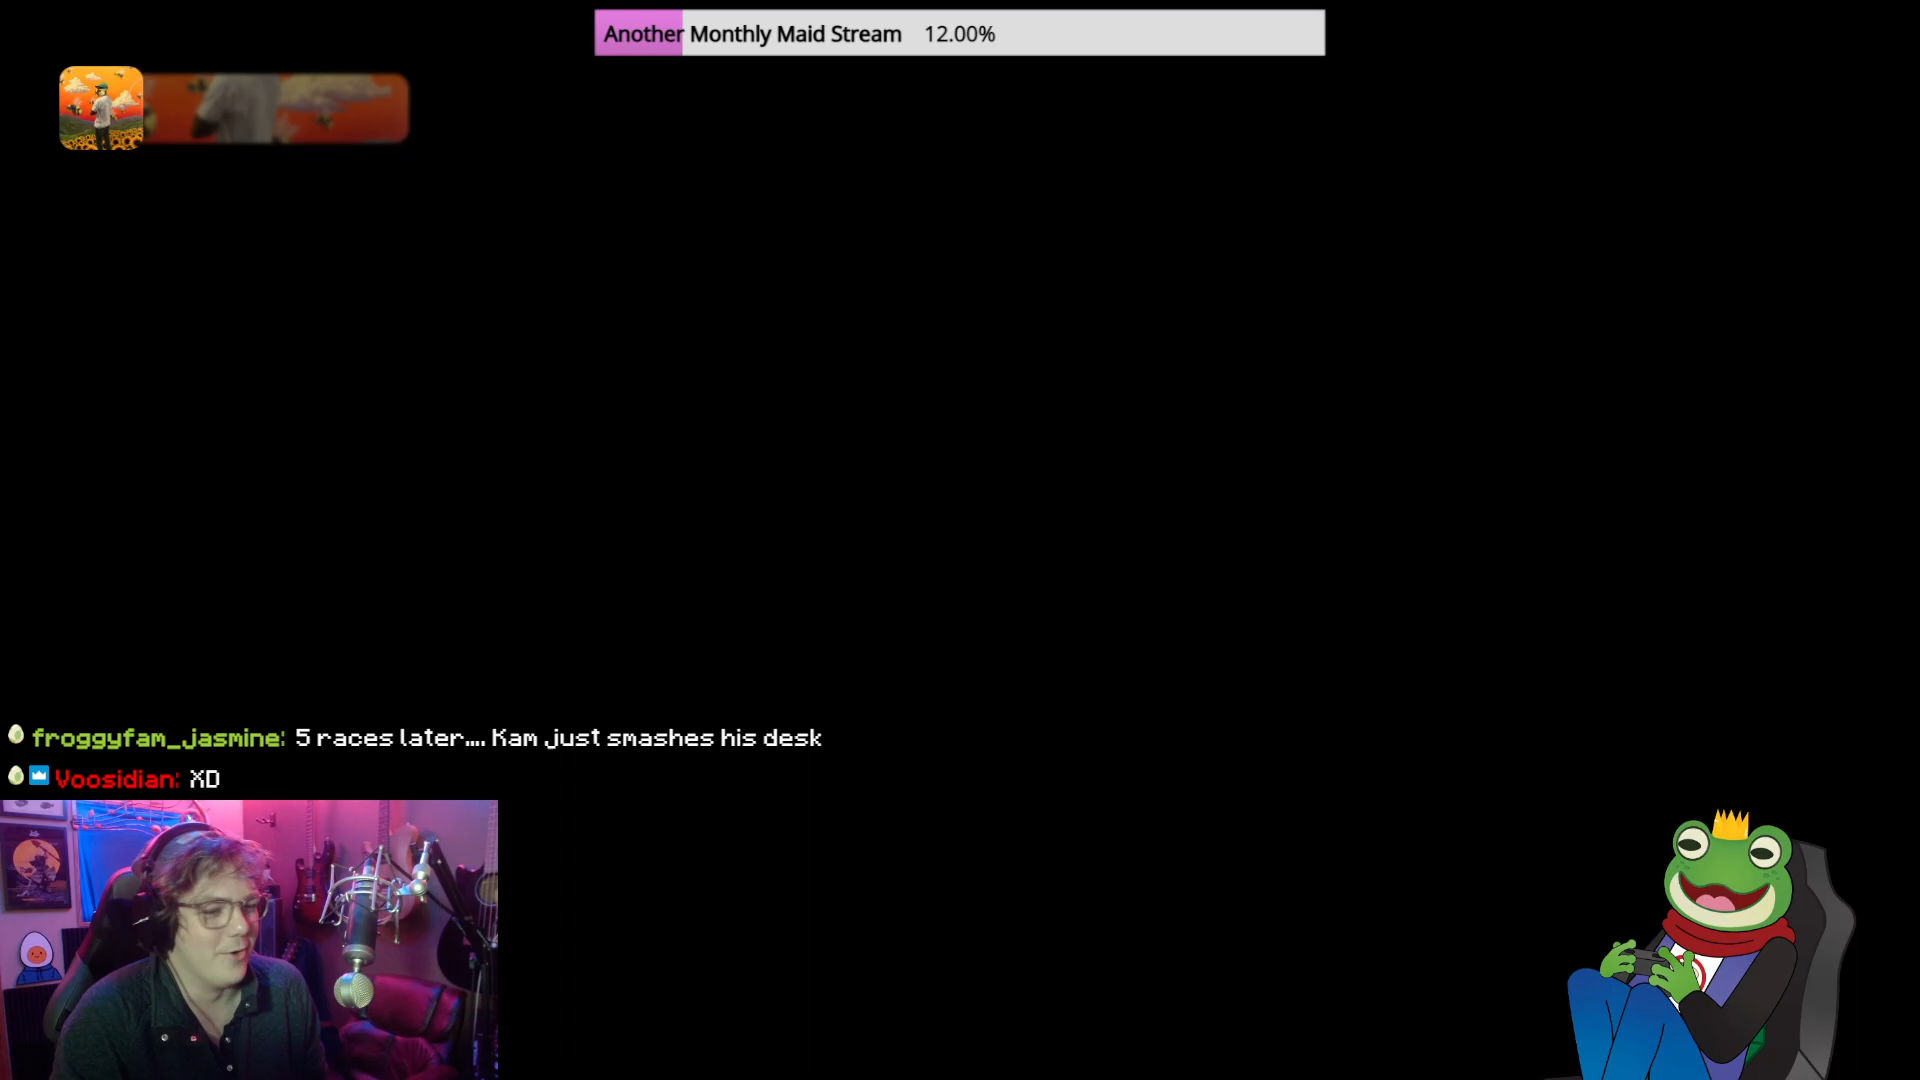 Another Monthly Maid Stream 12.00%
froggyfam_jasmine: 5 races later.... Kam just smashes his desk
Voosidian: XD